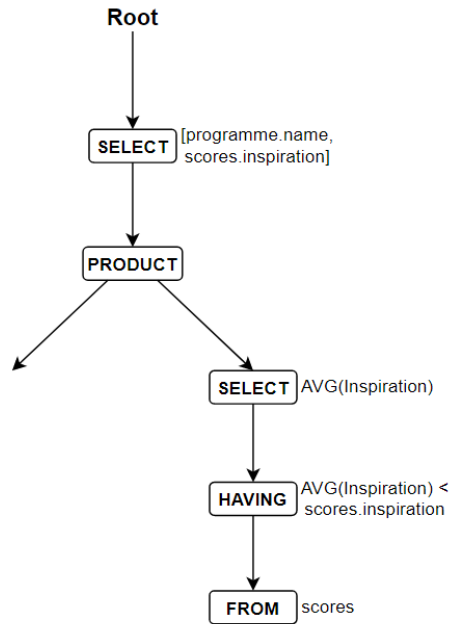 Root
SELECT
[programme.name,
scores.inspiration]
PRODUCT
SELECT
AVG(Inspiration)
HAVING
AVG(Inspiration) <
scores.inspiration
FROM
scores